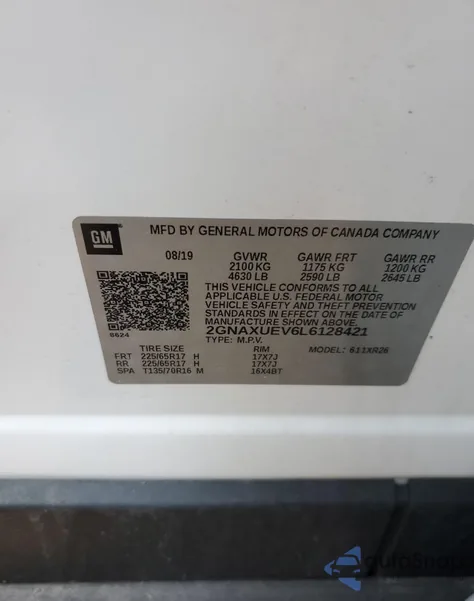 GM
MFD BY GENERAL MOTORS OF CANADA COMPANY
08/19 GVWR GAWR FRT GAWR RR
2100 KG 1175 KG 1200 KG
4630 LB 2590 LB 2645 LB
THIS VEHICLE CONFORMS TO ALL
APPLICABLE U.S. FEDERAL MOTOR
VEHICLE SAFETY AND THEFT PREVENTION
STANDARDS IN EFFECT ON THE DATE OF
MANUFACTURE SHOWN ABOVE.
8624 2GNAXUEV6L6128421
TYPE: M.P.V.
TIRE SIZE RIM MODEL: 611XR26
FRT 225/65R17 H 17X7J
RR 225/65R17 H 17X7J
SPA T135/70R16 M 16X4BT
AutoSnap